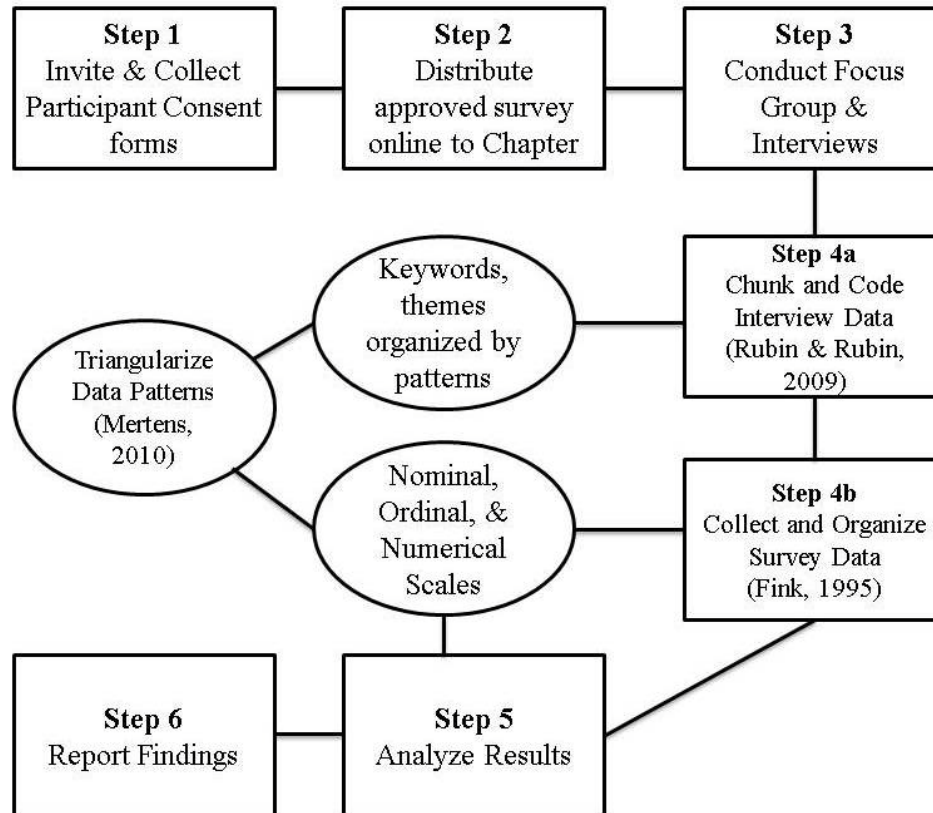 Step 1
Invite & Collect
Participant Consent
forms
Step 2
Distribute
approved survey
online to Chapter
Step 3
Conduct Focus
Group &
Interviews
Step 4a
Chunk and Code
Interview Data
(Rubin & Rubin,
2009)
Keywords,
themes
organized by
patterns
Triangularize
Data Patterns
(Mertens,
2010)
Nominal,
Ordinal, &
Numerical
Scales
Step 4b
Collect and Organize
Survey Data
(Fink, 1995)
Step 5
Analyze Results
Step 6
Report Findings